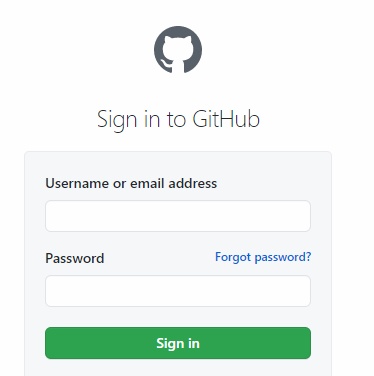 Sign in to GitHub
Username or email address
Password Forgot password?
Sign in